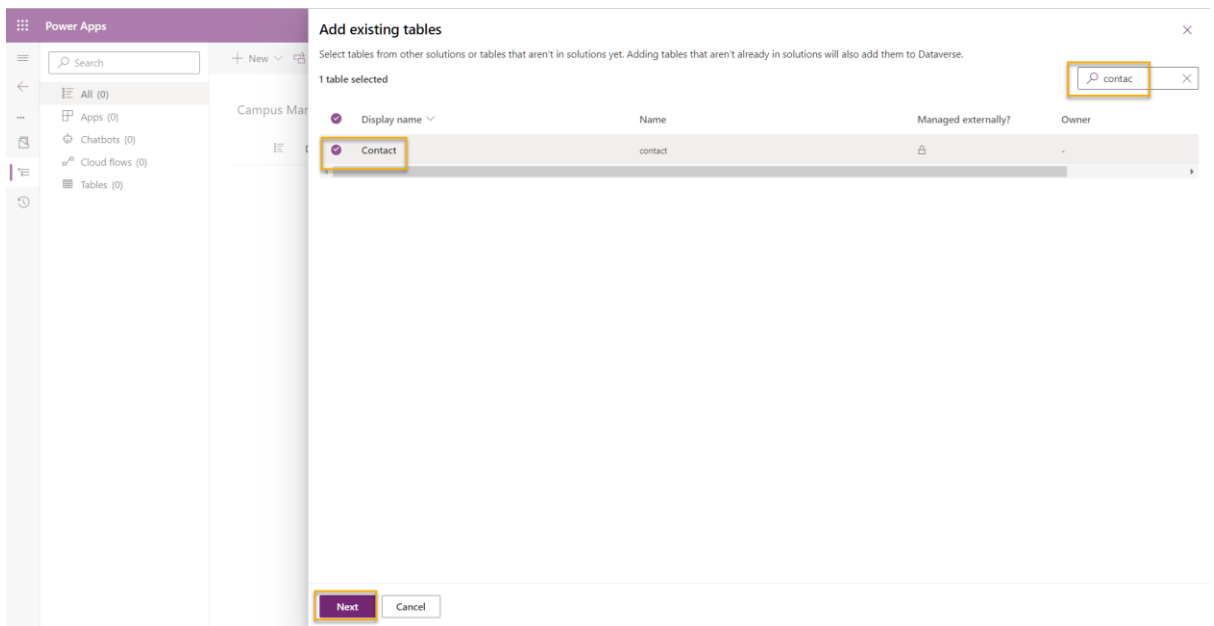 Power Apps
Search
All (0)
Apps (0)
Chatbots (0)
Cloud flows (0)
Tables (0)
New
Campus Mar
Add existing tables
Select tables from other solutions or tables that aren't in solutions yet. Adding tables that aren't already in solutions will also add them to Dataverse.
1 table selected
contac
Display name Name Managed externally? Owner
Contact contact -
Next Cancel